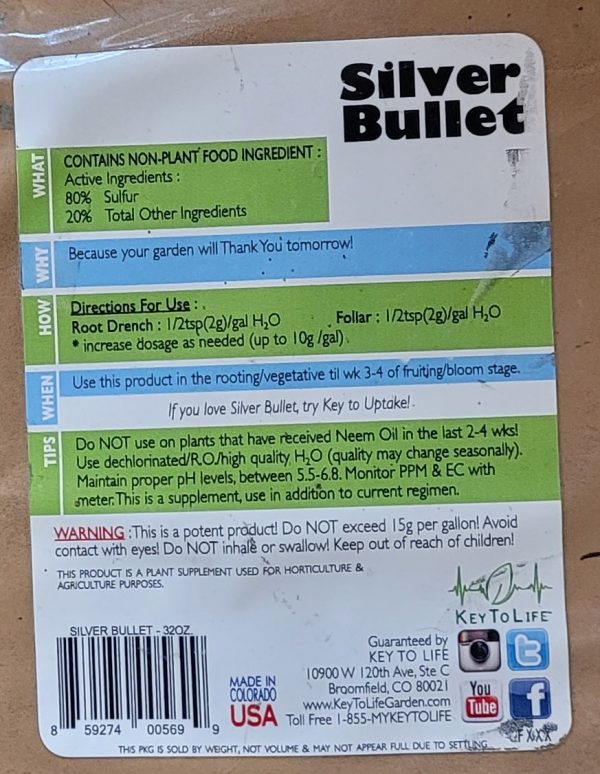 Silver
Bullet
WHAT
CONTAINS NON-PLANT FOOD INGREDIENT :
Active Ingredients :
80% Sulfur
20% Total Other Ingredients
WHY
Because your garden will Thank You tomorrow!
HOW
Directions For Use :
Root Drench : 1/2tsp(2g)/gal H₂O Foliar : 1/2tsp(2g)/gal H₂O
* increase dosage as needed (up to 10g /gal).
WHEN
Use this product in the rooting/vegetative til wk 3-4 of fruiting/bloom stage.
If you love Silver Bullet, try Key to Uptake!
TIPS
Do NOT use on plants that have received Neem Oil in the last 2-4 wks!
Use dechlorinated/R.O./high quality H₂O (quality may change seasonally).
Maintain proper pH levels, between 5.5-6.8. Monitor PPM & EC with
meter. This is a supplement, use in addition to current regimen.
WARNING :This is a potent product! Do NOT exceed 15g per gallon! Avoid
contact with eyes! Do NOT inhale or swallow! Keep out of reach of children!
THIS PRODUCT IS A PLANT SUPPLEMENT USED FOR HORTICULTURE &
AGRICULTURE PURPOSES.
KEY TO LIFE
SILVER BULLET - 32OZ
8 59274 00569 9
MADE IN
COLORADO
USA
Guaranteed by
KEY TO LIFE
10900 W 120th Ave, Ste C
Broomfield, CO 80021
www.KeyToLifeGarden.com
Toll Free 1-855-MYKEYTOLIFE
You
Tube
THIS PKG IS SOLD BY WEIGHT, NOT VOLUME & MAY NOT APPEAR FULL DUE TO SETTLING